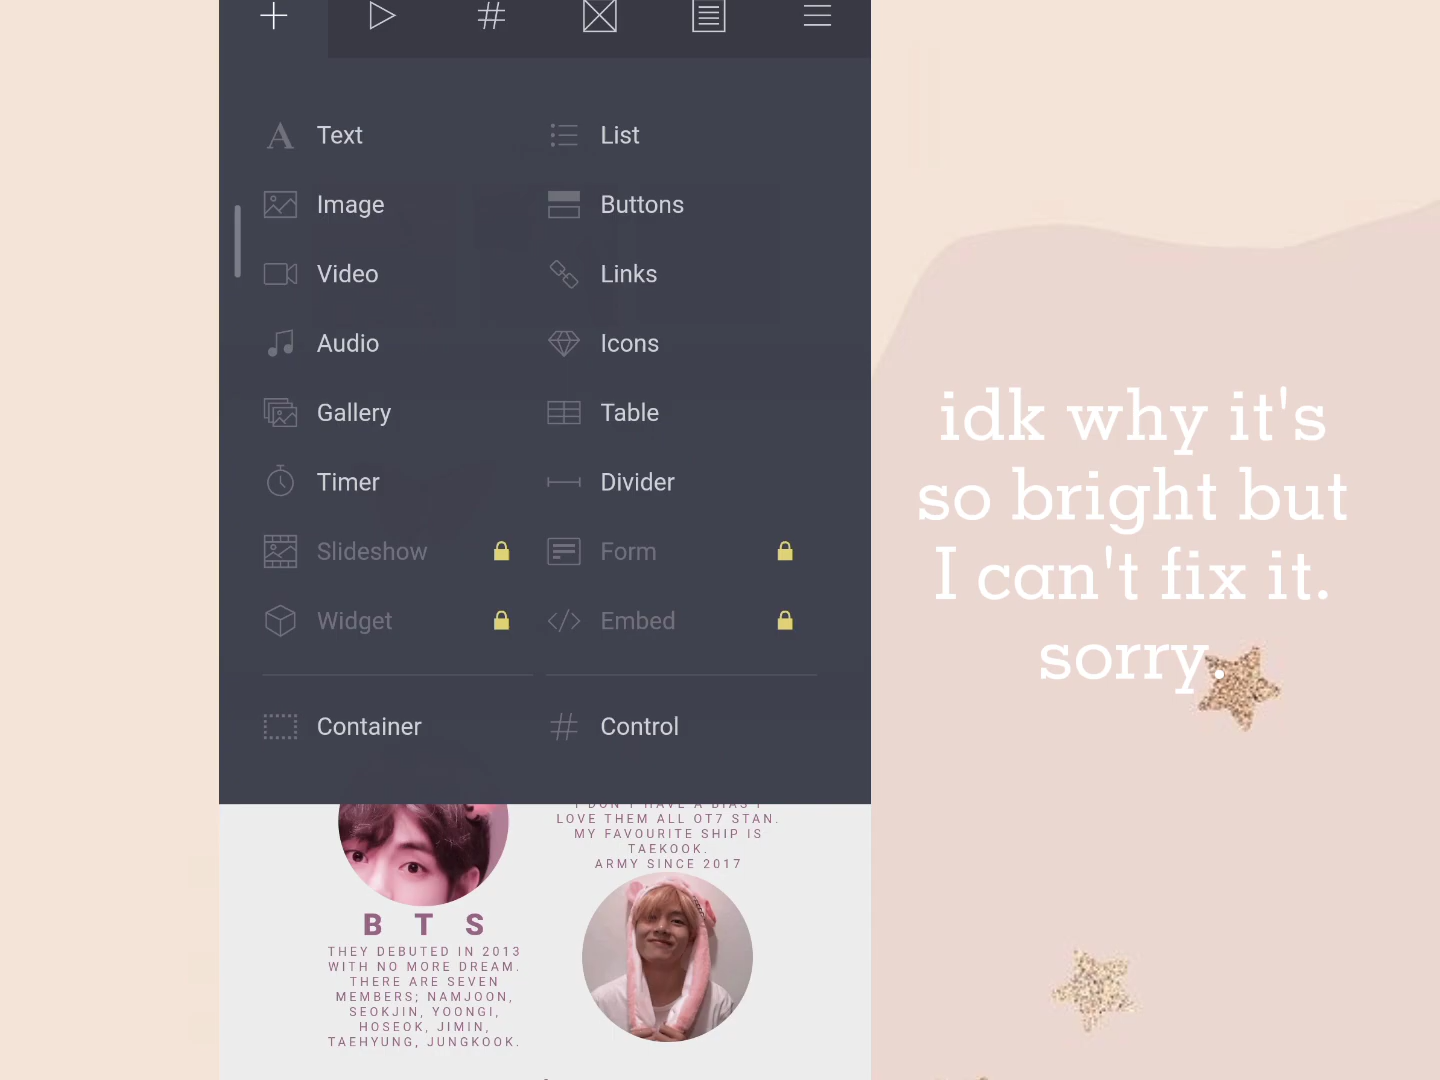 Text
List
Image
Buttons
Video
Links
Audio
Icons
Gallery
Table
Timer
Divider
Slideshow
Form
Widget
Embed
Container
Control
I DON'T HAVE A BIAS I
LOVE THEM ALL OT7 STAN.
MY FAVOURITE SHIP IS
TAEKOOK.
ARMY SINCE 2017
B T S
THEY DEBUTED IN 2013
WITH NO MORE DREAM.
THERE ARE SEVEN
MEMBERS; NAMJOON,
SEOKJIN, YOONGI,
HOSEOK, JIMIN,
TAEHYUNG, JUNGKOOK.
idk why it's
so bright but
I can't fix it.
sorry.